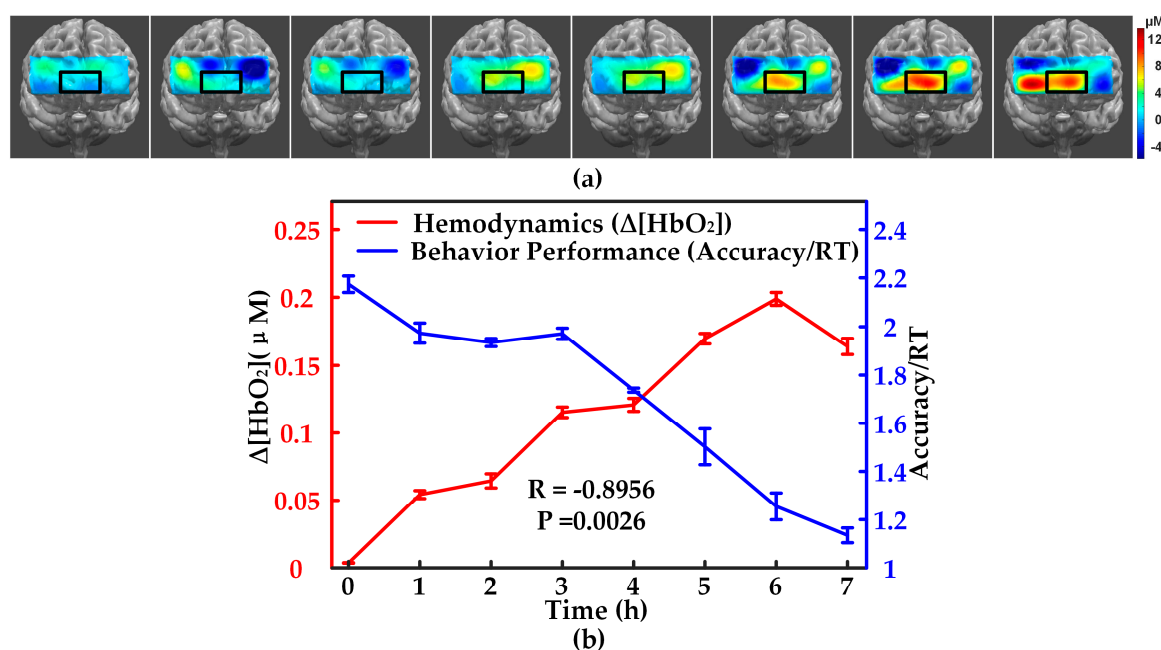 μM
12
8
4
0
-4
(a)
Hemodynamics (Δ[HbO₂])
Behavior Performance (Accuracy/RT)
Δ[HbO₂](μM)
0.25
0.2
0.15
0.1
0.05
0
2.4
2.2
2
1.8
1.6
1.4
1.2
1
Accuracy/RT
R = -0.8956
P =0.0026
0 1 2 3 4 5 6 7
Time (h)
(b)